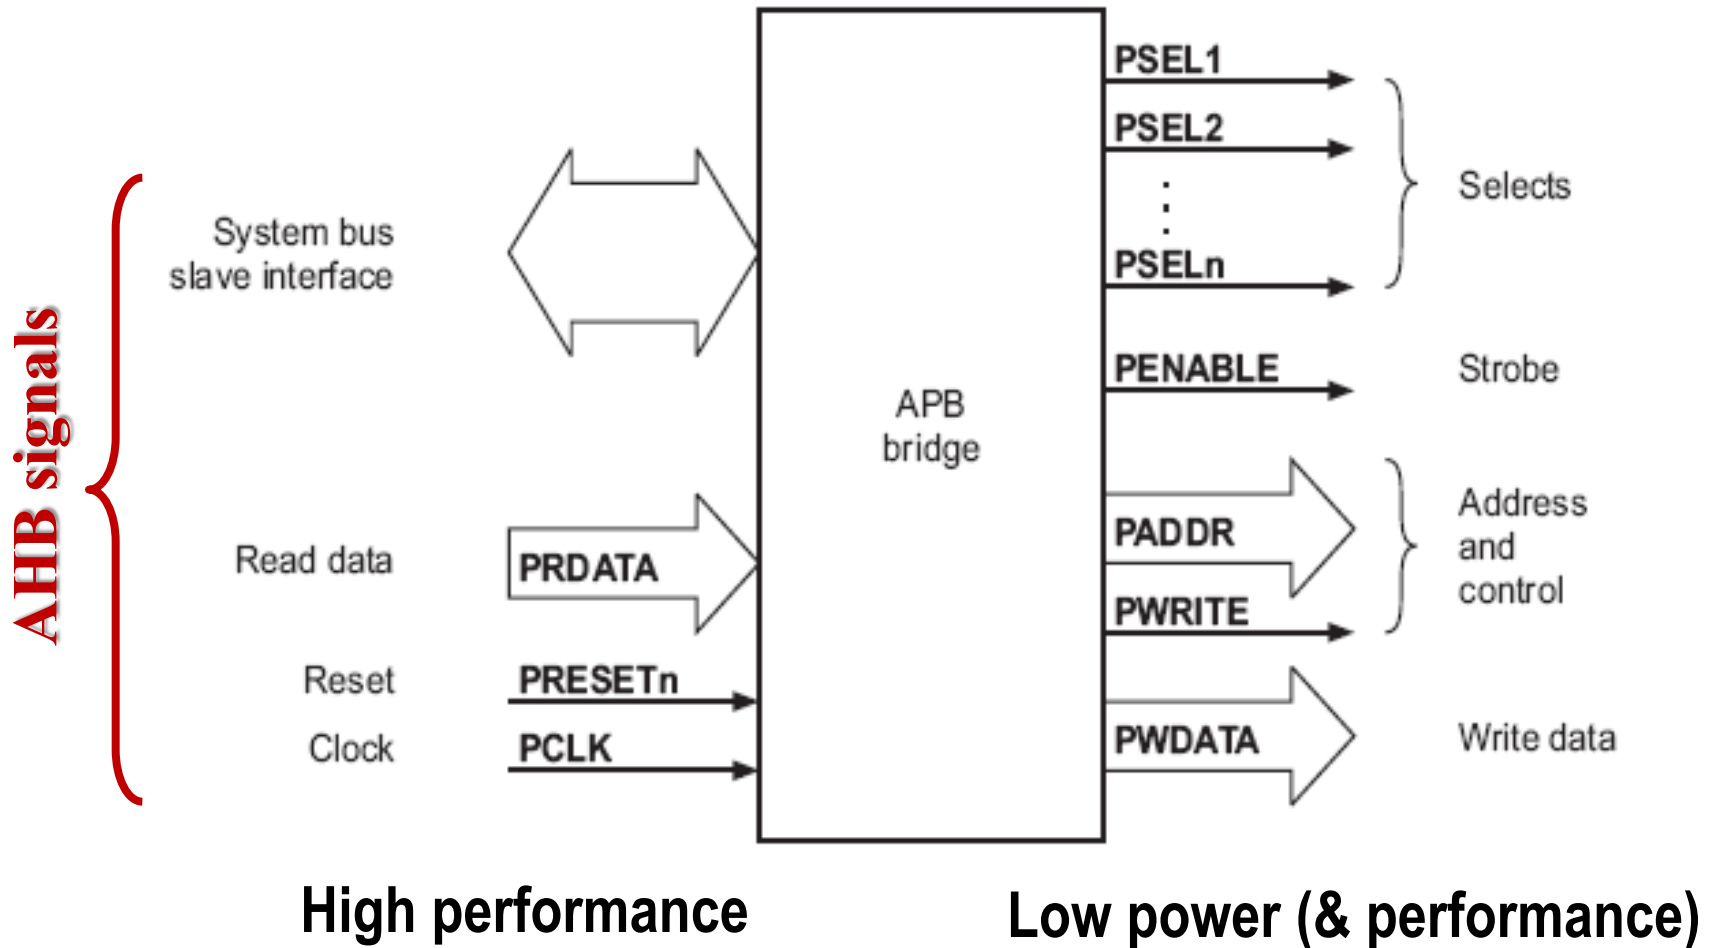 AHB signals
System bus
slave interface
Read data
PRDATA
Reset
PRESETn
Clock
PCLK
APB
bridge
PSEL1
PSEL2
PSELn
Selects
PENABLE
Strobe
PADDR
PWRITE
Address
and
control
PWDATA
Write data
High performance
Low power (& performance)